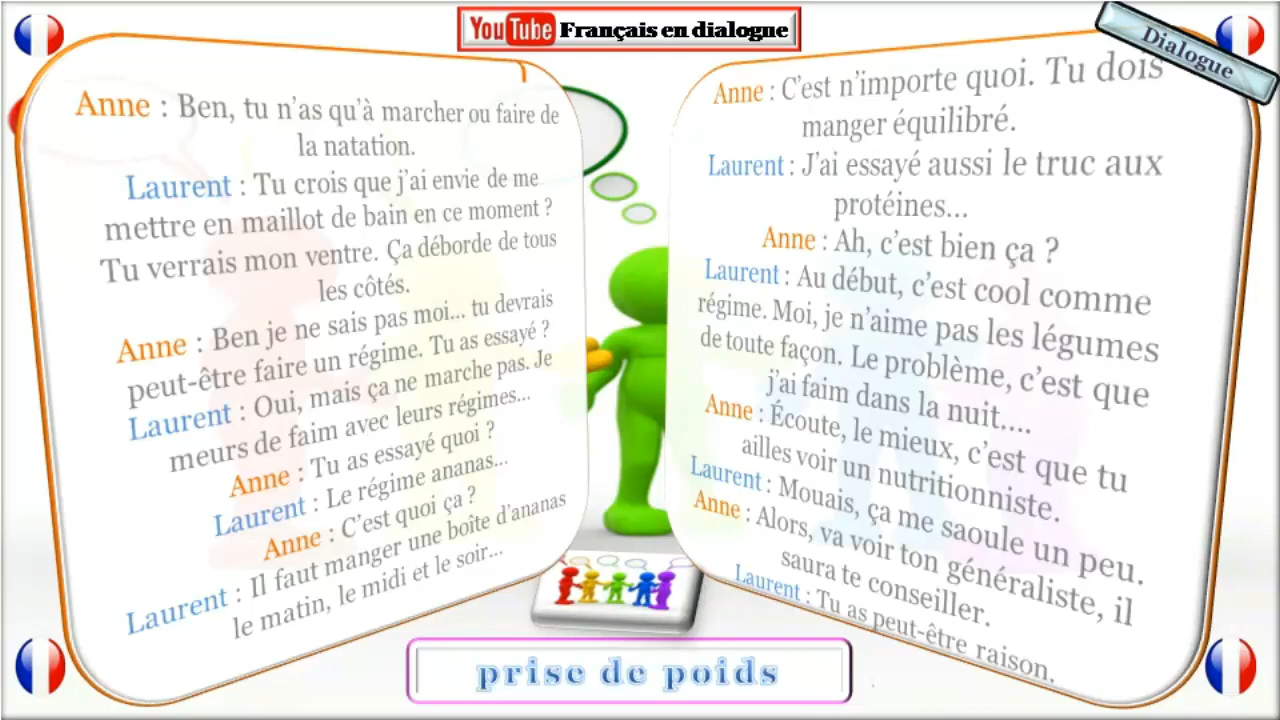 YouTube Français en dialogue
Dialogue
Anne : Ben, tu n'as qu'à marcher ou faire de
la natation.
Laurent : Tu crois que j'ai envie de me
mettre en maillot de bain en ce moment ?
Tu verrais mon ventre. Ça déborde de tous
les côtés.
Anne : Ben je ne sais pas moi... tu devrais
peut-être faire un régime. Tu as essayé ?
Laurent : Oui, mais ça ne marche pas. Je
meurs de faim avec leurs régimes...
Anne : Tu as essayé quoi ?
Laurent : Le régime ananas...
Anne : C'est quoi ça ?
Laurent : Il faut manger une boîte d'ananas
le matin, le midi et le soir...
Anne : C'est n'importe quoi. Tu dois
manger équilibré.
Laurent : J'ai essayé aussi le truc aux
protéines...
Anne : Ah, c'est bien ça ?
Laurent : Au début, c'est cool comme
régime. Moi, je n'aime pas les légumes
de toute façon. Le problème, c'est que
j'ai faim dans la nuit....
Anne : Écoute, le mieux, c'est que tu
ailles voir un nutritionniste.
Laurent : Mouais, ça me saoule un peu.
Anne : Alors, va voir ton généraliste, il
saura te conseiller.
Laurent : Tu as peut-être raison.
prise de poids